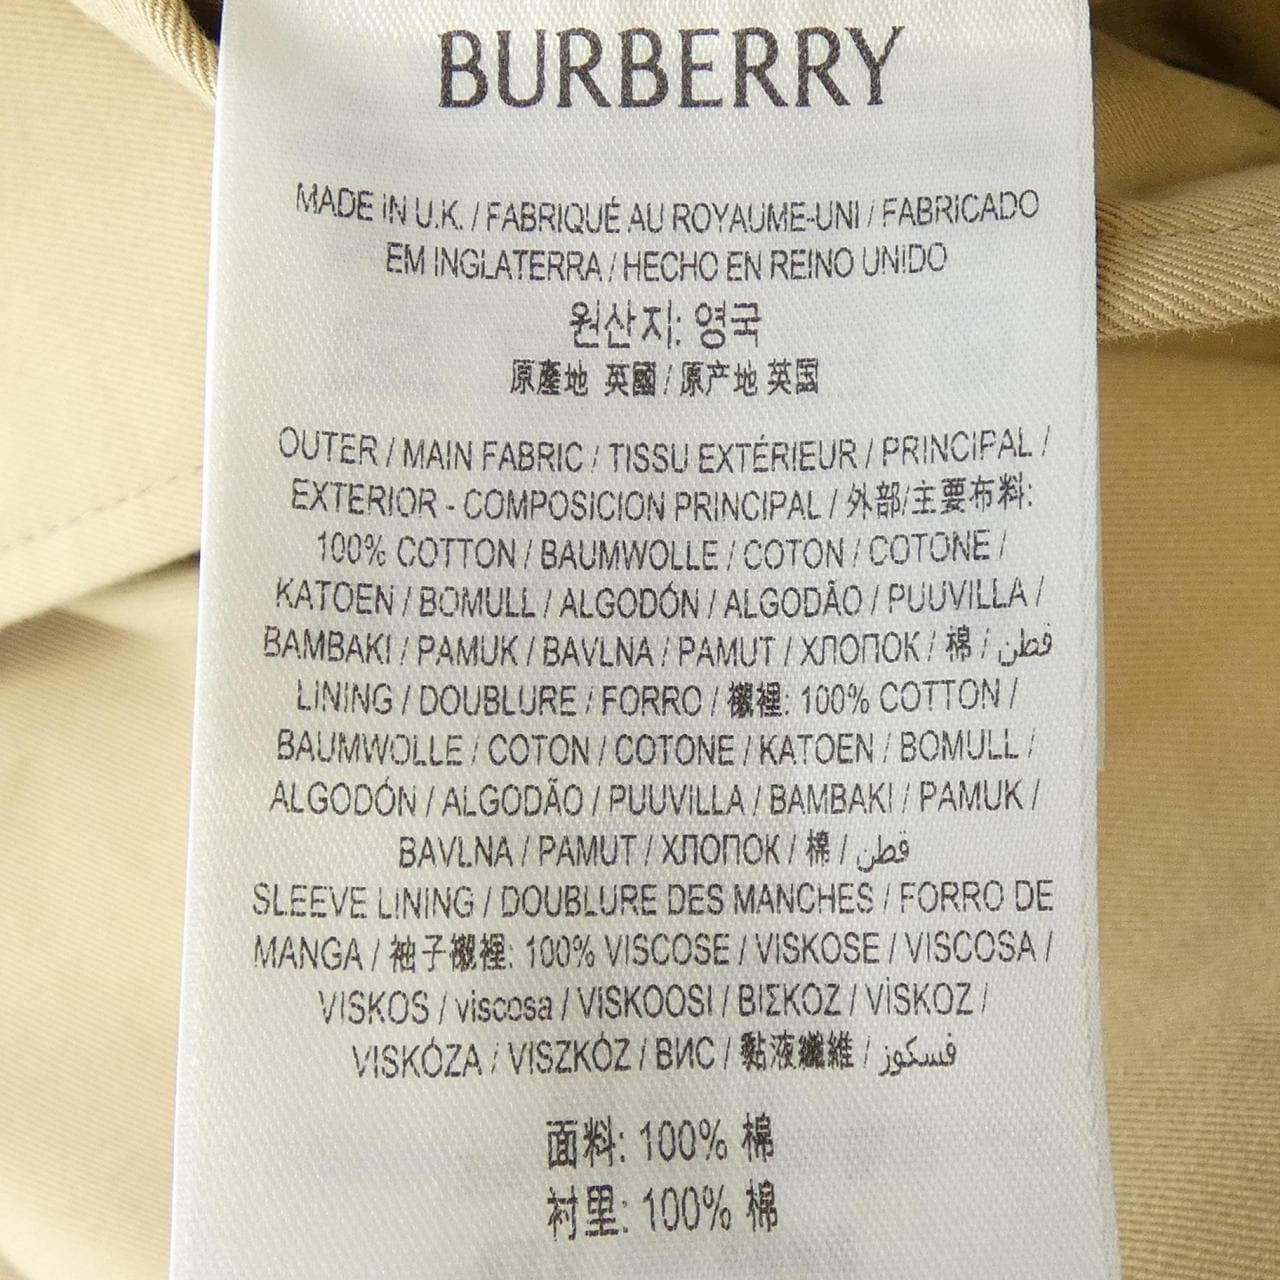 BURBERRY
MADE IN U.K. / FABRIQUÉ AU ROYAUME-UNI / FABRICADO
EM INGLATERRA / HECHO EN REINO UNIDO
원산지: 영국
原產地 英國 / 原产地 英国
OUTER / MAIN FABRIC / TISSU EXTÉRIEUR / PRINCIPAL /
EXTERIOR - COMPOSICION PRINCIPAL / 外部/主要布料:
100% COTTON / BAUMWOLLE / COTON / COTONE /
KATOEN / BOMULL / ALGODÓN / ALGODÃO / PUUVILLA /
BAMBAKI / PAMUK / BAVLNA / PAMUT / ХЛОПОК / 棉 / قطن
LINING / DOUBLURE / FORRO / 襯裡: 100% COTTON /
BAUMWOLLE / COTON / COTONE / KATOEN / BOMULL /
ALGODÓN / ALGODÃO / PUUVILLA / BAMBAKI / PAMUK /
BAVLNA / PAMUT / ХЛОПОК / 棉 / قطن
SLEEVE LINING / DOUBLURE DES MANCHES / FORRO DE
MANGA / 袖子襯裡: 100% VISCOSE / VISKOSE / VISCOSA /
VISKOS / viscosa / VISKOOSI / ΒΙΣΚΟΖ / VİSKOZ /
VISKÓZA / VISZKÓZ / ВИС / 黏液纖維 / فسكوز
面料: 100% 棉
衬里: 100% 棉